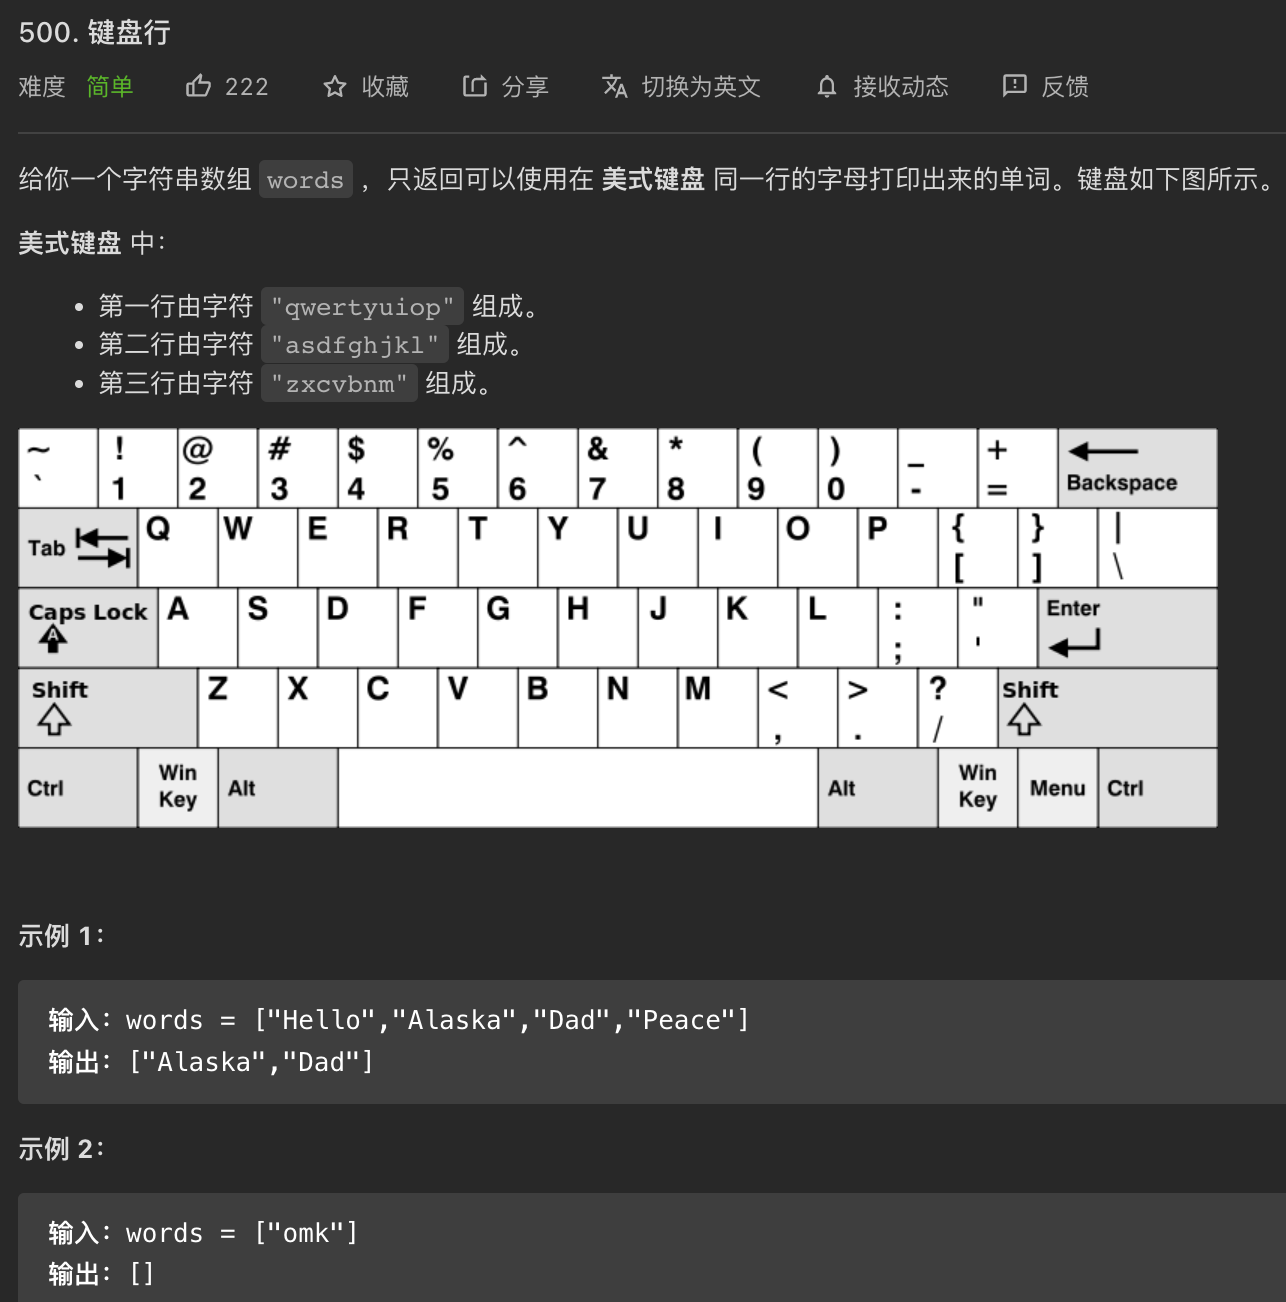 500. 键盘行
难度 简单 222 收藏 分享 切换为英文 接收动态 反馈
给你一个字符串数组 words ，只返回可以使用在 美式键盘 同一行的字母打印出来的单词。键盘如下图所示。
美式键盘 中：
• 第一行由字符 "qwertyuiop" 组成。
• 第二行由字符 "asdfghjkl" 组成。
• 第三行由字符 "zxcvbnm" 组成。
~ ! @ # $ % ^ & * ( ) _ +
` 1 2 3 4 5 6 7 8 9 0 - = Backspace
Tab Q W E R T Y U I O P { } |
[ ] \
Caps Lock A S D F G H J K L : " Enter
A ; '
Shift Z X C V B N M < > ? Shift
, . /
Ctrl Win Key Alt Alt Win Key Menu Ctrl
示例 1：
输入：words = ["Hello","Alaska","Dad","Peace"]
输出：["Alaska","Dad"]
示例 2：
输入：words = ["omk"]
输出：[]